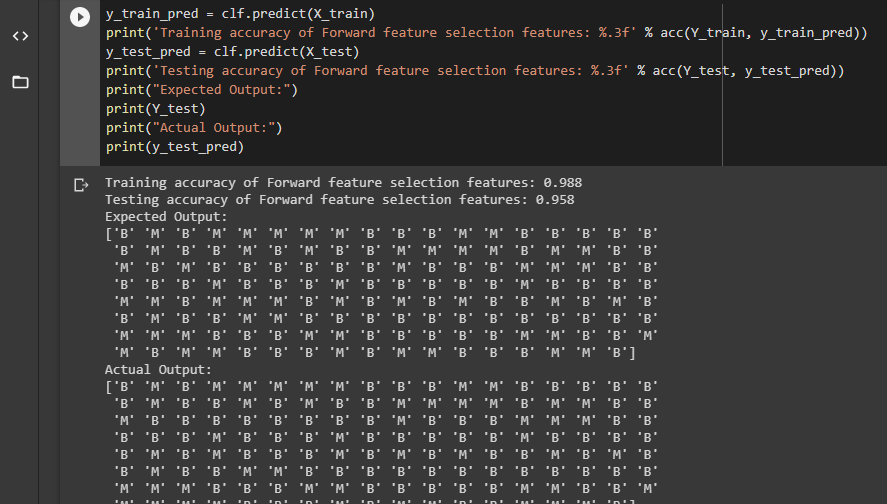 y_train_pred = clf.predict(X_train)
print('Training accuracy of Forward feature selection features: %.3f' % acc(Y_train, y_train_pred))
y_test_pred = clf.predict(X_test)
print('Testing accuracy of Forward feature selection features: %.3f' % acc(Y_test, y_test_pred))
print("Expected Output:")
print(Y_test)
print("Actual Output:")
print(y_test_pred)
Training accuracy of Forward feature selection features: 0.988
Testing accuracy of Forward feature selection features: 0.958
Expected Output:
['B' 'M' 'B' 'M' 'M' 'M' 'M' 'M' 'B' 'B' 'B' 'M' 'M' 'B' 'B' 'B' 'B' 'B'
'B' 'M' 'B' 'B' 'M' 'B' 'M' 'B' 'B' 'M' 'M' 'M' 'B' 'M' 'M' 'B' 'B'
'M' 'B' 'M' 'B' 'B' 'B' 'B' 'B' 'B' 'M' 'B' 'B' 'B' 'M' 'M' 'M' 'B' 'B'
'B' 'B' 'B' 'M' 'B' 'B' 'B' 'M' 'B' 'B' 'B' 'B' 'B' 'M' 'B' 'B' 'B' 'B'
'M' 'M' 'B' 'M' 'M' 'M' 'B' 'M' 'B' 'B' 'B' 'M' 'B' 'B' 'M' 'B' 'M' 'B'
'B' 'M' 'B' 'B' 'M' 'M' 'B' 'B' 'B' 'M' 'B' 'B' 'B' 'B' 'B' 'B' 'B' 'B'
'M' 'M' 'M' 'B' 'B' 'B' 'M' 'M' 'B' 'B' 'B' 'B' 'B' 'M' 'M' 'B' 'B' 'M'
'M' 'B' 'M' 'M' 'B' 'B' 'B' 'M' 'B' 'M' 'M' 'B' 'B' 'B' 'M' 'M' 'B']
Actual Output:
['B' 'M' 'B' 'M' 'M' 'M' 'M' 'M' 'B' 'B' 'B' 'M' 'M' 'B' 'B' 'B' 'B' 'B'
'B' 'M' 'B' 'B' 'M' 'B' 'M' 'B' 'B' 'M' 'M' 'M' 'M' 'B' 'M' 'M' 'B' 'B'
'M' 'B' 'B' 'B' 'B' 'B' 'B' 'B' 'B' 'M' 'B' 'B' 'B' 'M' 'M' 'M' 'B' 'B'
'B' 'B' 'B' 'M' 'B' 'B' 'B' 'M' 'B' 'B' 'B' 'B' 'B' 'M' 'B' 'B' 'B' 'B'
'B' 'M' 'B' 'M' 'M' 'M' 'B' 'M' 'B' 'B' 'B' 'M' 'B' 'B' 'M' 'B' 'M' 'B'
'B' 'B' 'B' 'B' 'M' 'M' 'B' 'B' 'B' 'M' 'B' 'B' 'B' 'B' 'B' 'B' 'B' 'B'
'M' 'M' 'M' 'B' 'B' 'B' 'M' 'M' 'B' 'B' 'B' 'B' 'B' 'M' 'M' 'B' 'B' 'M'